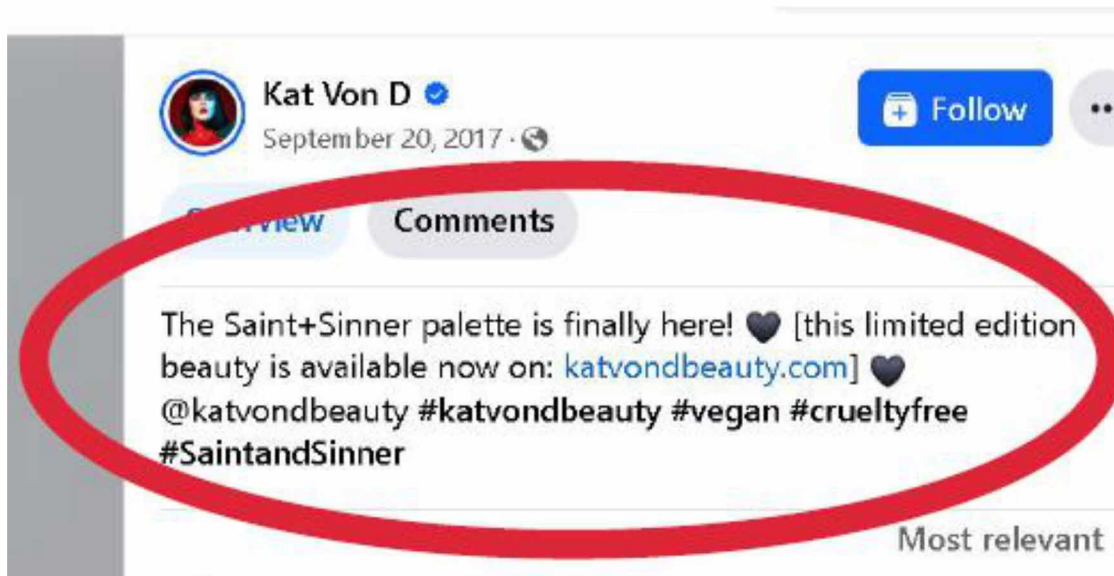 Kat Von D
September 20, 2017 ·
Follow
Comments
The Saint+Sinner palette is finally here! 🖤 [this limited edition
beauty is available now on: katvondbeauty.com] 🖤
@katvondbeauty #katvondbeauty #vegan #crueltyfree
#SaintandSinner
Most relevant